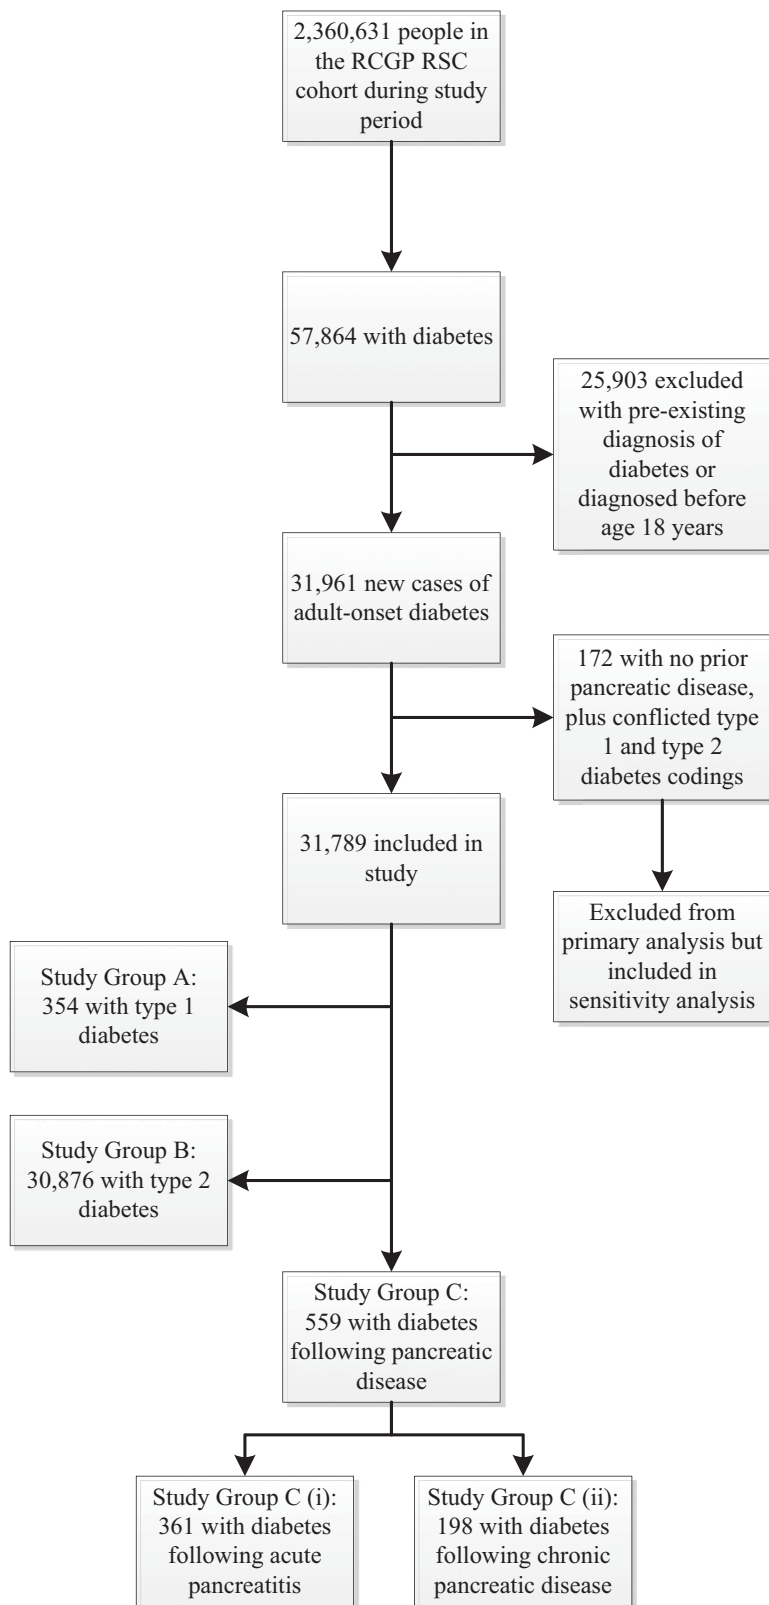 2,360,631 people in
the RCGP RSC
cohort during study
period
57,864 with diabetes
25,903 excluded
with pre-existing
diagnosis of
diabetes or
diagnosed before
age 18 years
31,961 new cases of
adult-onset diabetes
172 with no prior
pancreatic disease,
plus conflicted type
1 and type 2
diabetes codings
31,789 included in
study
Excluded from
primary analysis but
included in
sensitivity analysis
Study Group A:
354 with type 1
diabetes
Study Group B:
30,876 with type 2
diabetes
Study Group C:
559 with diabetes
following pancreatic
disease
Study Group C (i):
361 with diabetes
following acute
pancreatitis
Study Group C (ii):
198 with diabetes
following chronic
pancreatic disease